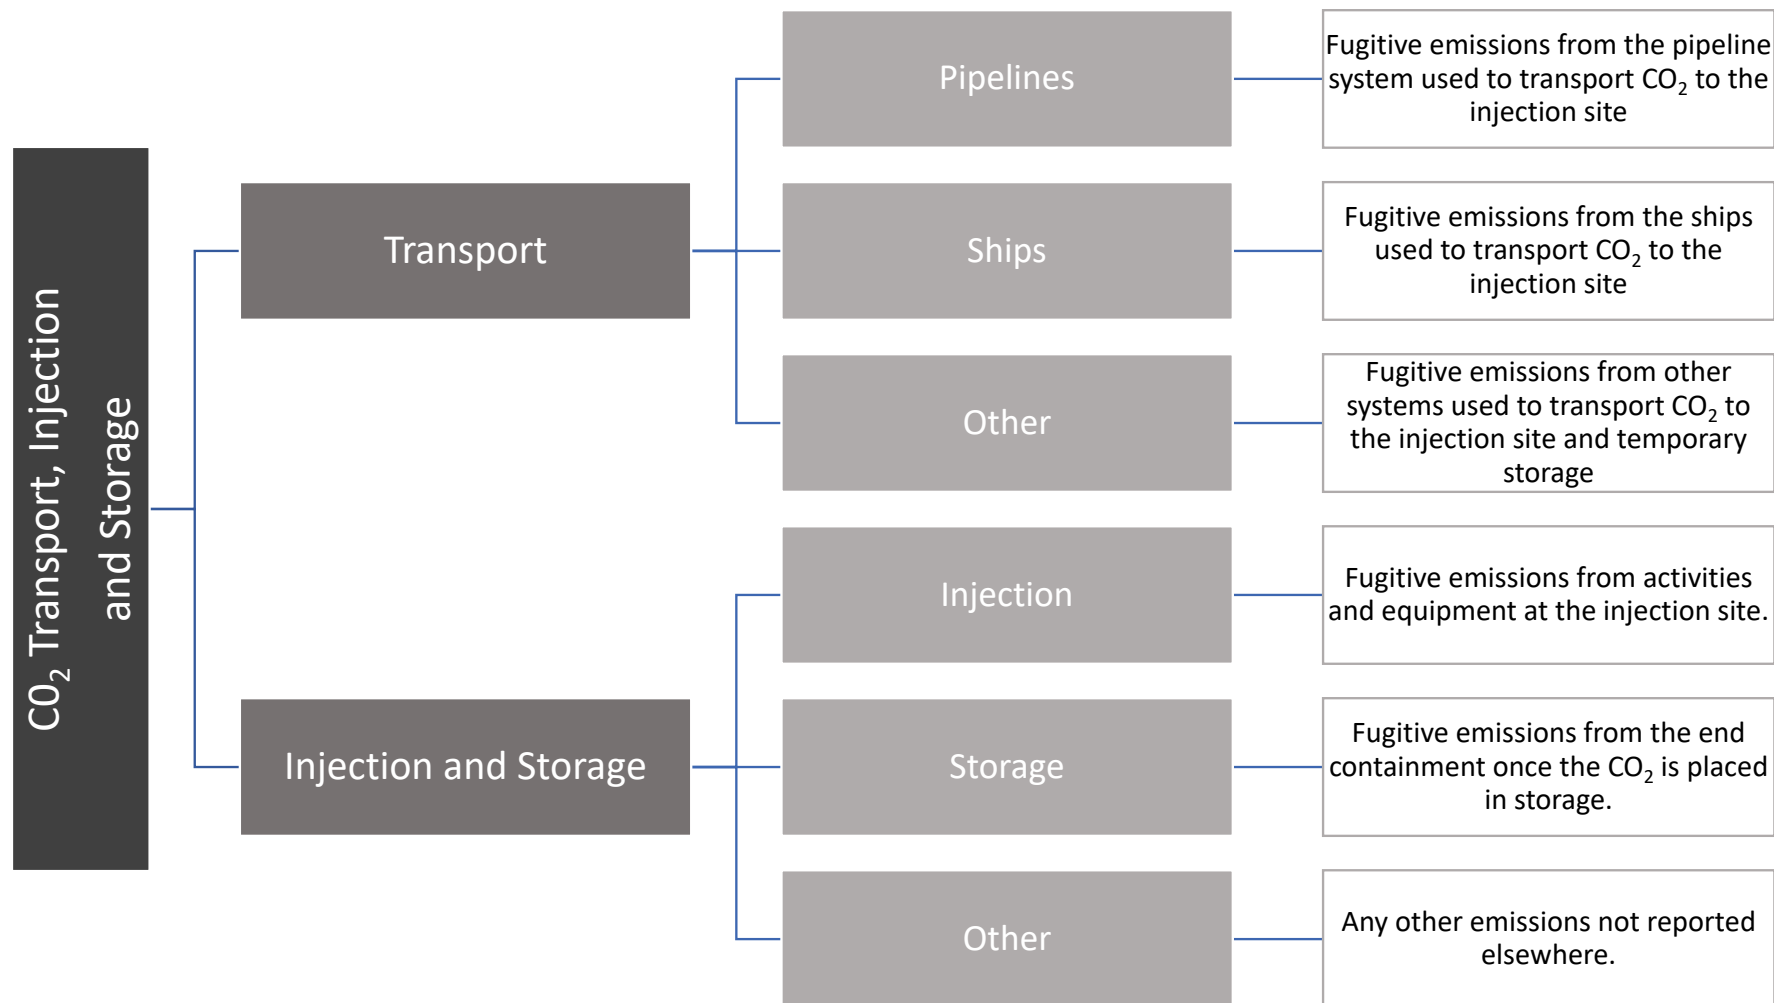 CO₂ Transport, Injection
and Storage
Transport
Pipelines
Fugitive emissions from the pipeline
system used to transport CO₂ to the
injection site
Ships
Fugitive emissions from the ships
used to transport CO₂ to the
injection site
Other
Fugitive emissions from other
systems used to transport CO₂ to
the injection site and temporary
storage
Injection and Storage
Injection
Fugitive emissions from activities
and equipment at the injection site.
Storage
Fugitive emissions from the end
containment once the CO₂ is placed
in storage.
Other
Any other emissions not reported
elsewhere.